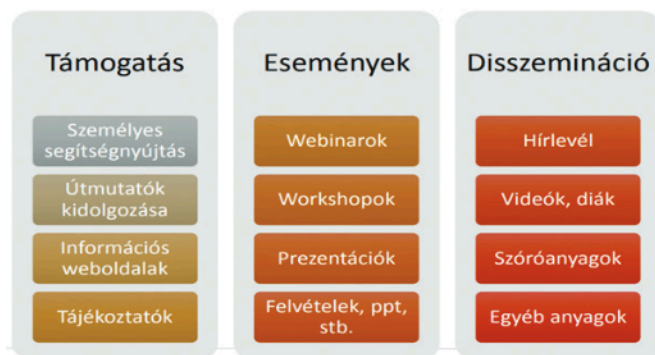 Támogatás
Személyes
segítségnyújtás
Útmutatók
kidolgozása
Információs
weboldalak
Tájékoztatók
Események
Webinarok
Workshopok
Prezentációk
Felvételek, ppt,
stb.
Disszemináció
Hírlevél
Videók, diák
Szóróanyagok
Egyéb anyagok